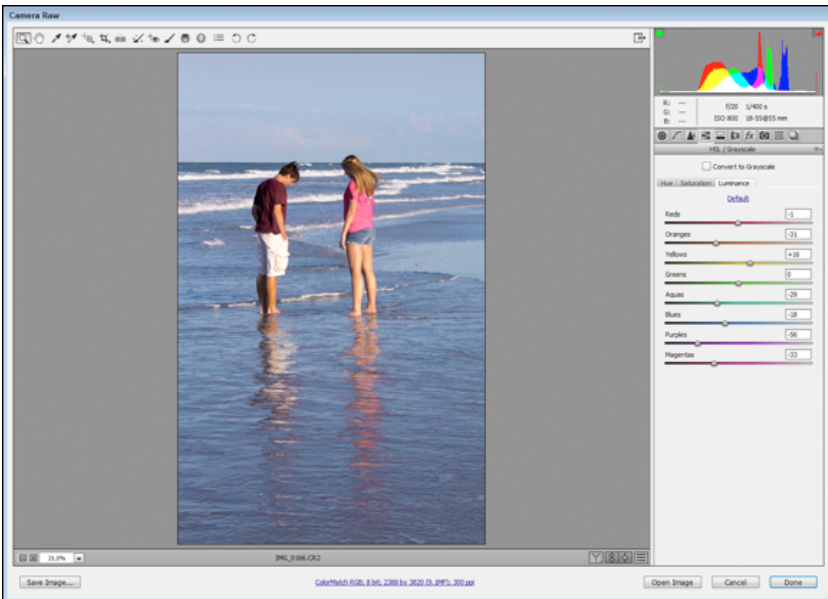 Camera Raw
R: ---
G: ---
B: ---
f/20 1/400 s
ISO 800 18-55@55 mm
HSL / Grayscale
Convert to Grayscale
Hue Saturation Luminance
Default
Reds -1
Oranges -31
Yellows +16
Greens 0
Aquas -29
Blues -18
Purples -56
Magentas -33
21.6% IMG_0166.CR2
Save Image... ColorMatch RGB; 8 bit; 2388 by 3820 (9.1MP); 300 ppi Open Image Cancel Done